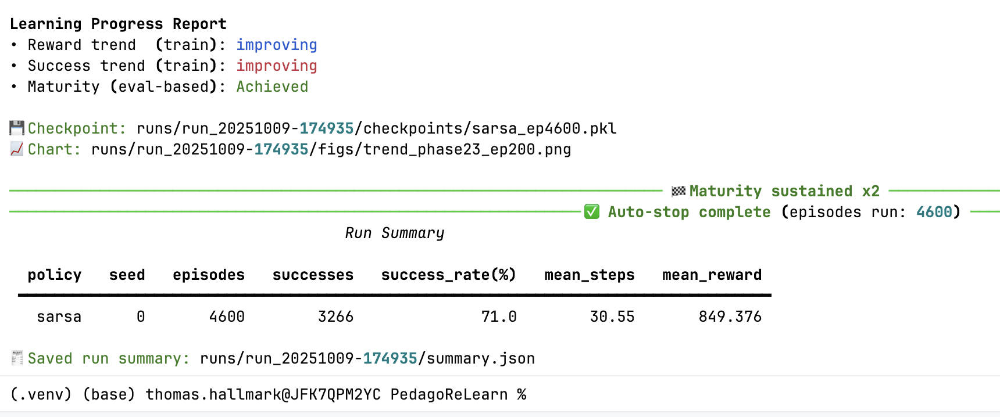 Learning Progress Report
• Reward trend  (train): improving
• Success trend (train): improving
• Maturity (eval-based): Achieved
💾 Checkpoint: runs/run_20251009-174935/checkpoints/sarsa_ep4600.pkl
📈 Chart: runs/run_20251009-174935/figs/trend_phase23_ep200.png
🏁 Maturity sustained x2
✅ Auto-stop complete (episodes run: 4600)
Run Summary
policy seed episodes successes success_rate(%) mean_steps mean_reward
sarsa 0 4600 3266 71.0 30.55 849.376
🧾 Saved run summary: runs/run_20251009-174935/summary.json
(.venv) (base) thomas.hallmark@JFK7QPM2YC PedagoReLearn %